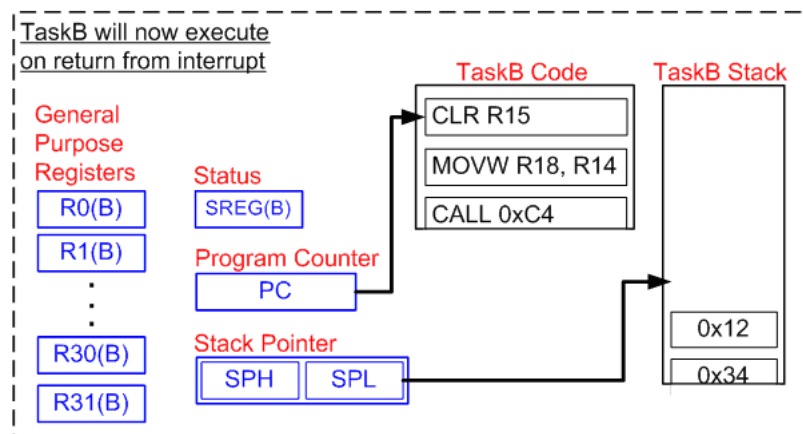 TaskB will now execute
on return from interrupt
TaskB Code
TaskB Stack
General
Purpose
Registers
Status
R0(B)
SREG(B)
R1(B)
Program Counter
PC
CLR R15
MOVW R18, R14
CALL 0xC4
R30(B)
Stack Pointer
SPH
SPL
R31(B)
0x12
0x34